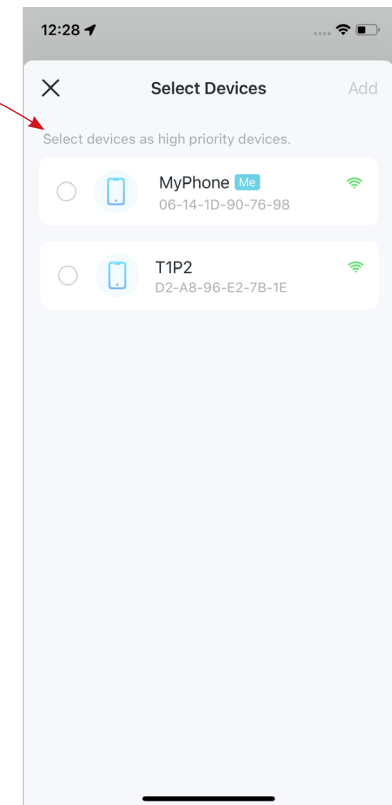 12:28
Select Devices Add
Select devices as high priority devices.
MyPhone Me
06-14-1D-90-76-98
T1P2
D2-A8-96-E2-7B-1E